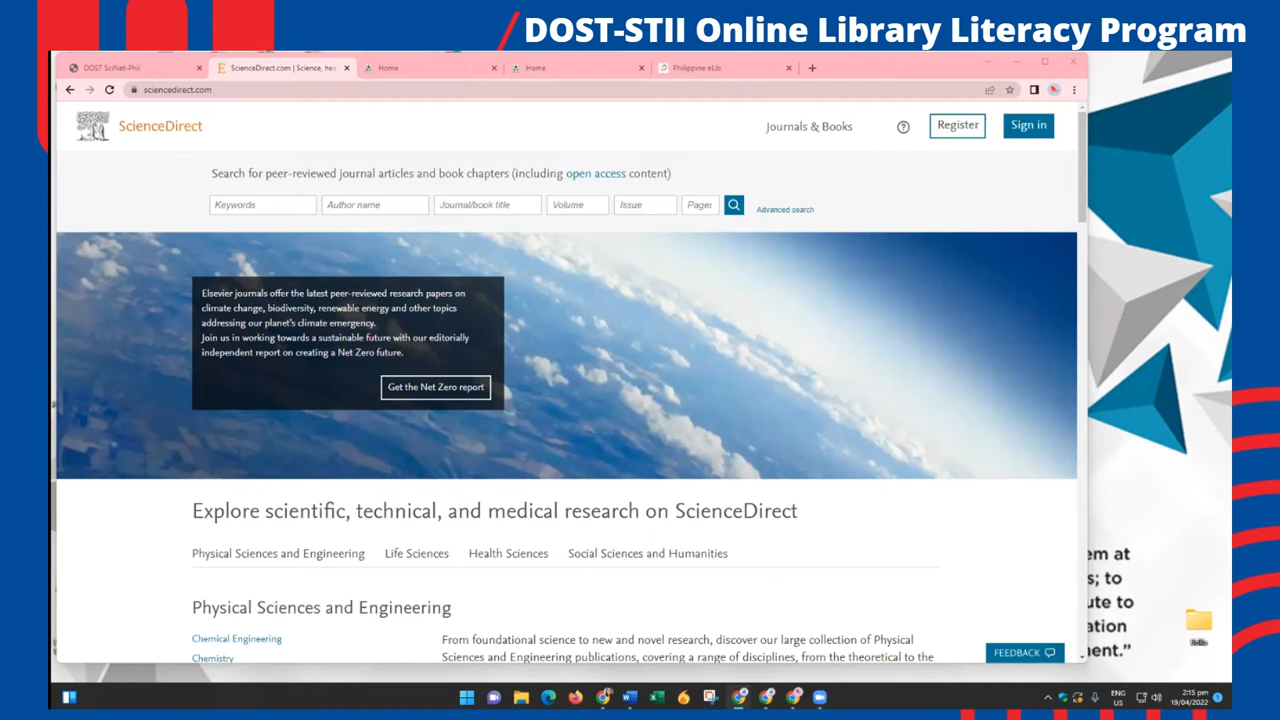 DOST-STII Online Library Literacy Program
DOST SciNet-Phil
ScienceDirect.com | Science, hea
Home
Home
Philippine eLib
sciencedirect.com
ScienceDirect
Journals & Books
Register
Sign in
Search for peer-reviewed journal articles and book chapters (including open access content)
Keywords
Author name
Journal/book title
Volume
Issue
Pages
Advanced search
Elsevier journals offer the latest peer-reviewed research papers on
climate change, biodiversity, renewable energy and other topics
addressing our planet's climate emergency.
Join us in working towards a sustainable future with our editorially
independent report on creating a Net Zero future.
Get the Net Zero report
Explore scientific, technical, and medical research on ScienceDirect
Physical Sciences and Engineering
Life Sciences
Health Sciences
Social Sciences and Humanities
Physical Sciences and Engineering
Chemical Engineering
Chemistry
From foundational science to new and novel research, discover our large collection of Physical
Sciences and Engineering publications, covering a range of disciplines, from the theoretical to the
FEEDBACK
em at
s; to
ute to
ation
nent."
ENG
US
2:15 pm
19/04/2022